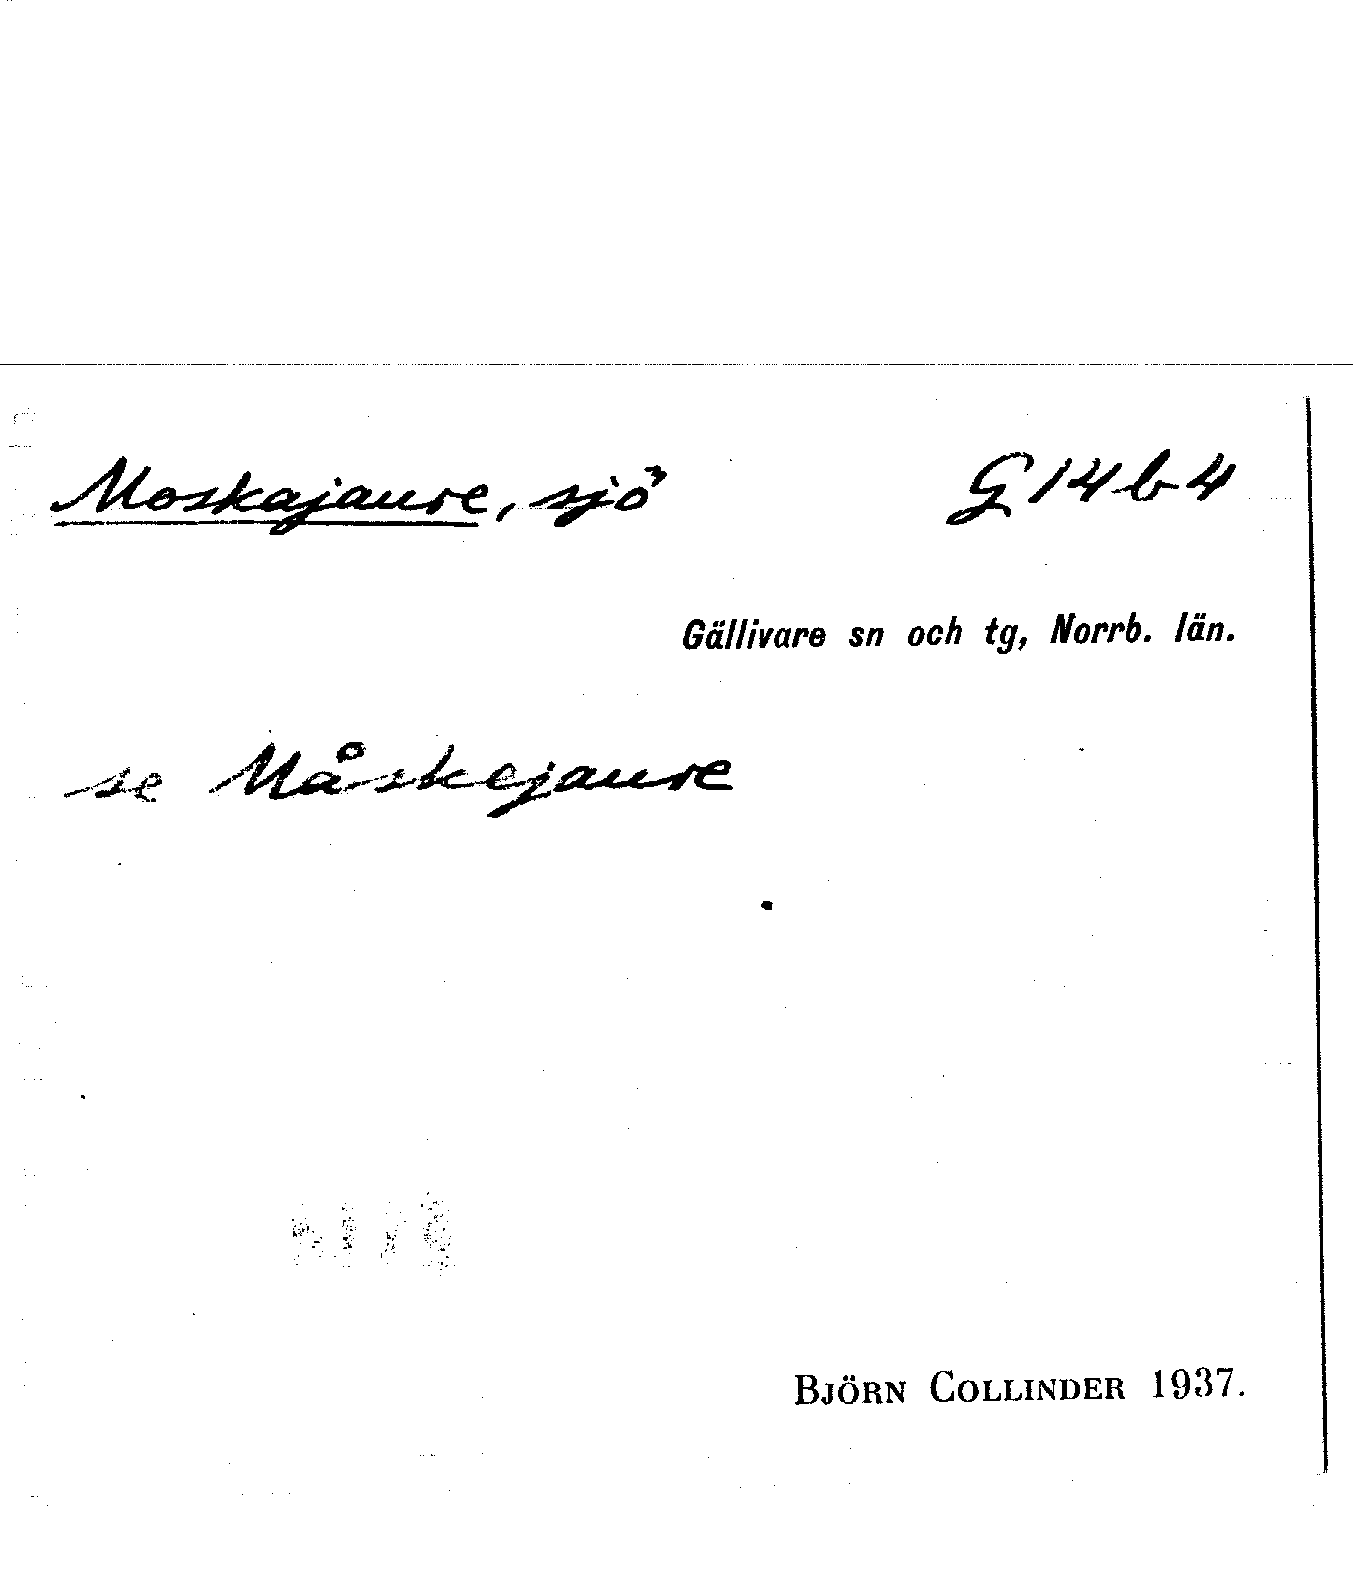 Moskajaure, sjö G 14 b 4
Gällivare sn och tg, Norrb. län.
se Måskejaure
BJÖRN COLLINDER 1937.